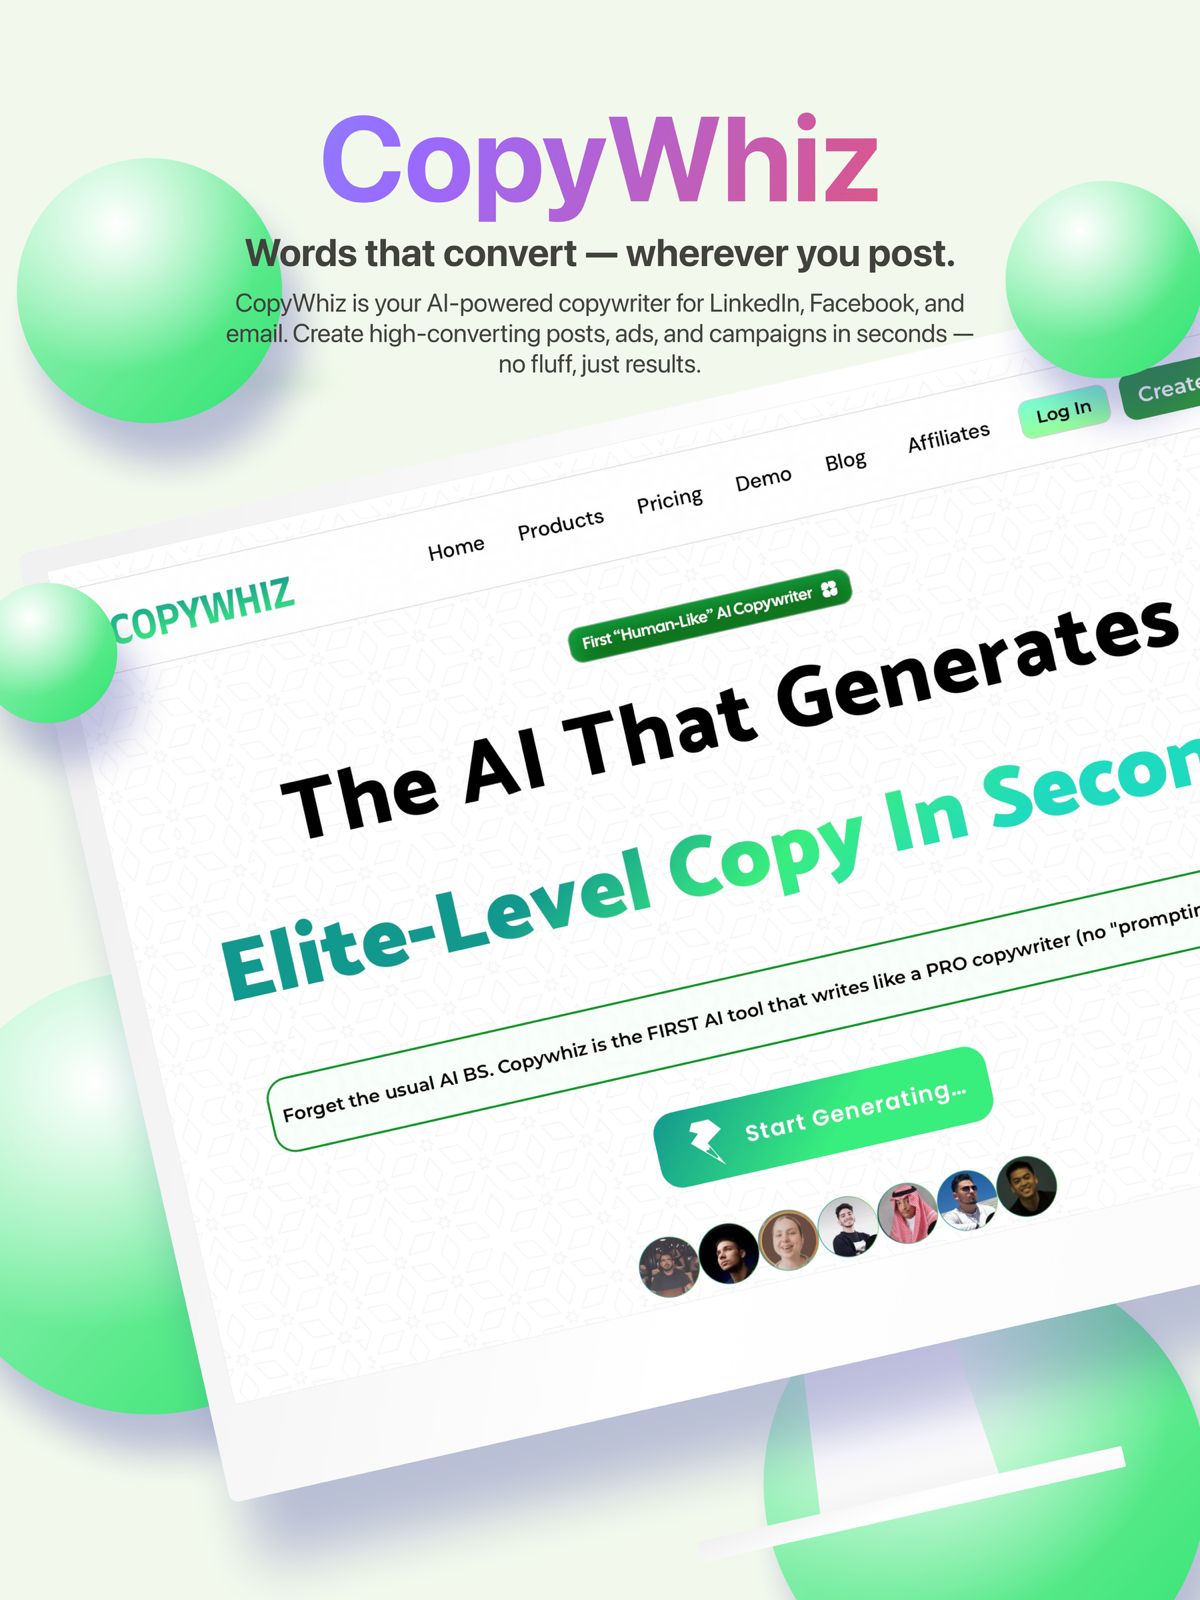 CopyWhiz
Words that convert — wherever you post.
CopyWhiz is your AI-powered copywriter for LinkedIn, Facebook, and
email. Create high-converting posts, ads, and campaigns in seconds —
no fluff, just results.
COPYWHIZ
Home Products Pricing Demo Blog Affiliates Log In Create
First “Human-Like” AI Copywriter
The AI That Generates
Elite-Level Copy In Secon
Forget the usual AI BS. Copywhiz is the FIRST AI tool that writes like a PRO copywriter (no "promptin
Start Generating...